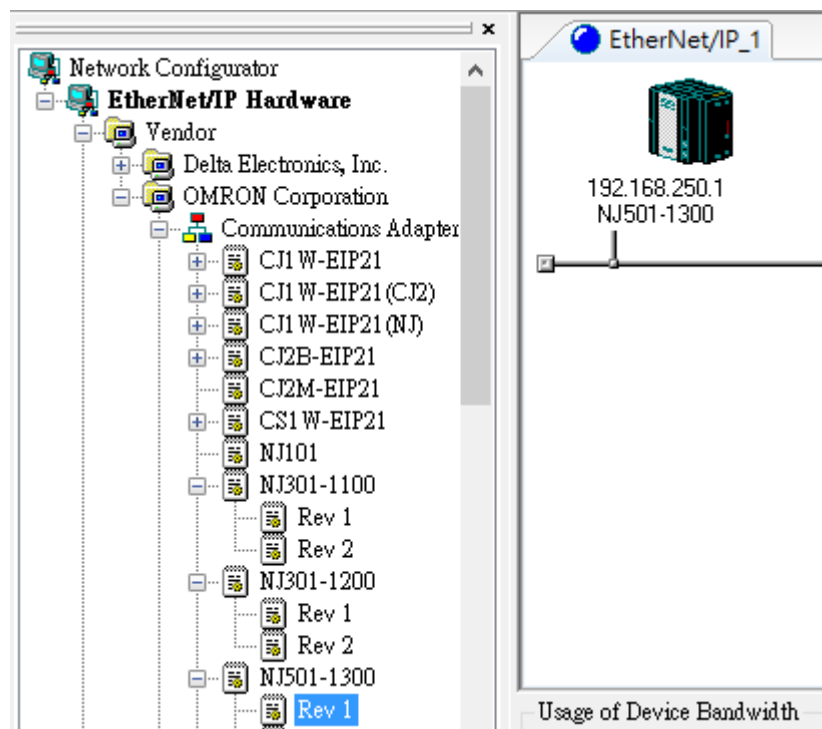 Network Configurator
EtherNet/IP Hardware
Vendor
Delta Electronics, Inc.
OMRON Corporation
Communications Adapter
CJ1W-EIP21
CJ1W-EIP21(CJ2)
CJ1W-EIP21(NJ)
CJ2B-EIP21
CJ2M-EIP21
CS1W-EIP21
NJ101
NJ301-1100
Rev 1
Rev 2
NJ301-1200
Rev 1
Rev 2
NJ501-1300
Rev 1
EtherNet/IP_1
192.168.250.1
NJ501-1300
Usage of Device Bandwidth